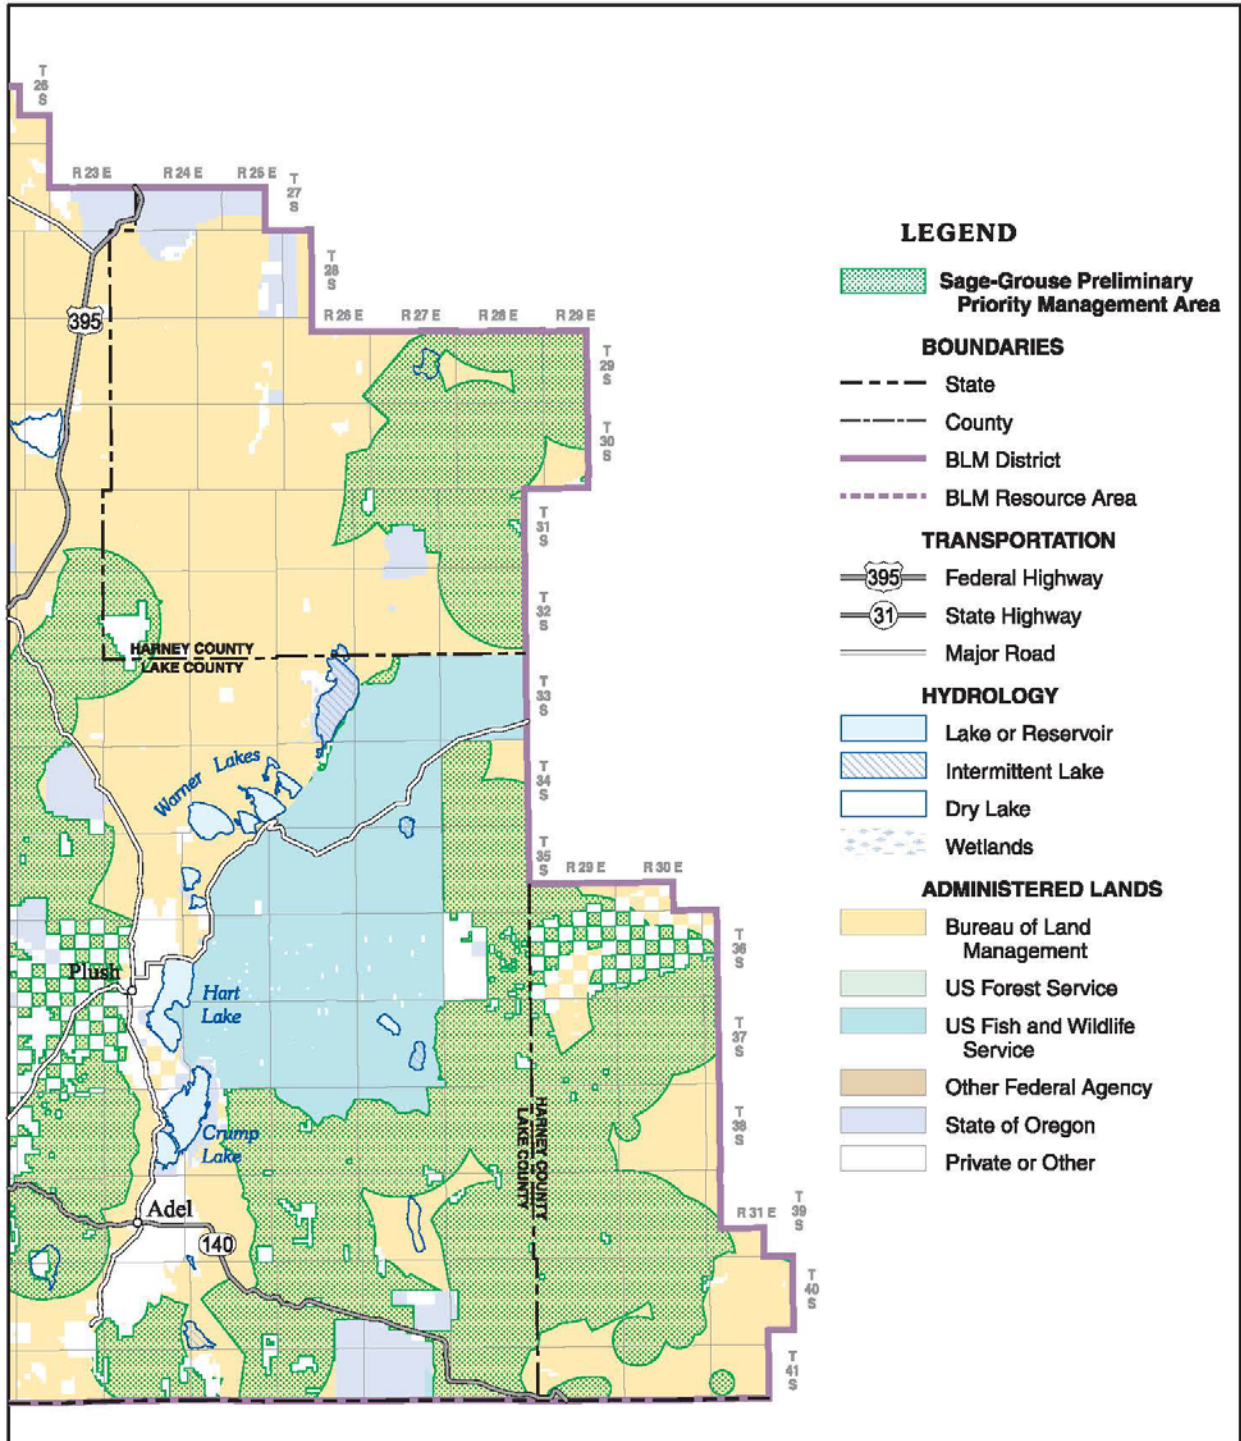 T
26
S
R 23 E
R 24 E
R 25 E
T
27
S
T
28
S
R 26 E
R 27 E
R 28 E
R 29 E
T
29
S
T
30
S
395
T
31
S
T
32
S
HARNEY COUNTY
LAKE COUNTY
T
33
S
Warner Lakes
T
34
S
T
35
S
R 29 E
R 30 E
T
36
S
Plush
Hart
Lake
T
37
S
HARNEY COUNTY
LAKE COUNTY
T
38
S
Crump
Lake
Adel
140
R 31 E
T
39
S
T
40
S
T
41
S
LEGEND
Sage-Grouse Preliminary
Priority Management Area
BOUNDARIES
State
County
BLM District
BLM Resource Area
TRANSPORTATION
395 Federal Highway
31 State Highway
Major Road
HYDROLOGY
Lake or Reservoir
Intermittent Lake
Dry Lake
Wetlands
ADMINISTERED LANDS
Bureau of Land
Management
US Forest Service
US Fish and Wildlife
Service
Other Federal Agency
State of Oregon
Private or Other